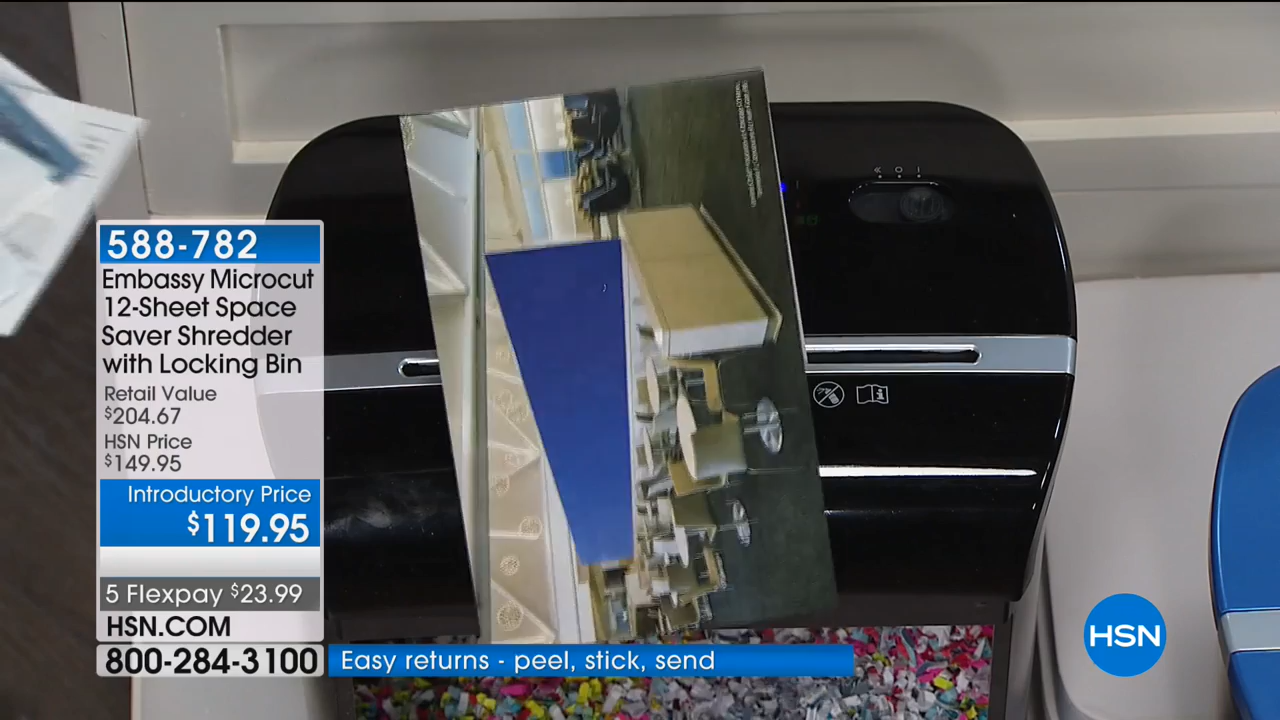 588-782
Embassy Microcut
12-Sheet Space
Saver Shredder
with Locking Bin
Retail Value
$204.67
HSN Price
$149.95
Introductory Price
$119.95
5 Flexpay $23.99
HSN.COM
800-284-3100
Easy returns - peel, stick, send
HSN
R O I